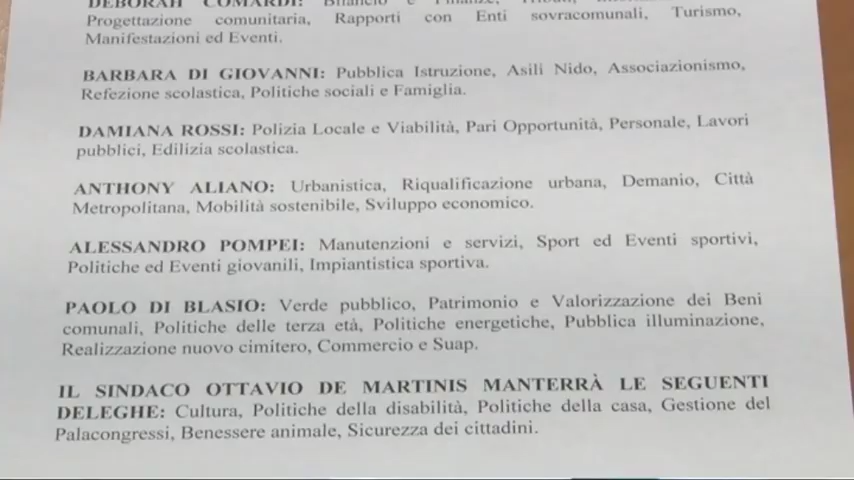 DEBORAH COMARDI: Bilancio e Finanze,
Progettazione comunitaria, Rapporti con Enti sovracomunali, Turismo,
Manifestazioni ed Eventi.
BARBARA DI GIOVANNI: Pubblica Istruzione, Asili Nido, Associazionismo,
Refezione scolastica, Politiche sociali e Famiglia.
DAMIANA ROSSI: Polizia Locale e Viabilità, Pari Opportunità, Personale, Lavori
pubblici, Edilizia scolastica.
ANTHONY ALIANO: Urbanistica, Riqualificazione urbana, Demanio, Città
Metropolitana, Mobilità sostenibile, Sviluppo economico.
ALESSANDRO POMPEI: Manutenzioni e servizi, Sport ed Eventi sportivi,
Politiche ed Eventi giovanili, Impiantistica sportiva.
PAOLO DI BLASIO: Verde pubblico, Patrimonio e Valorizzazione dei Beni
comunali, Politiche delle terza età, Politiche energetiche, Pubblica illuminazione,
Realizzazione nuovo cimitero, Commercio e Suap.
IL SINDACO OTTAVIO DE MARTINIS MANTERRÀ LE SEGUENTI
DELEGHE: Cultura, Politiche della disabilità, Politiche della casa, Gestione del
Palacongressi, Benessere animale, Sicurezza dei cittadini.